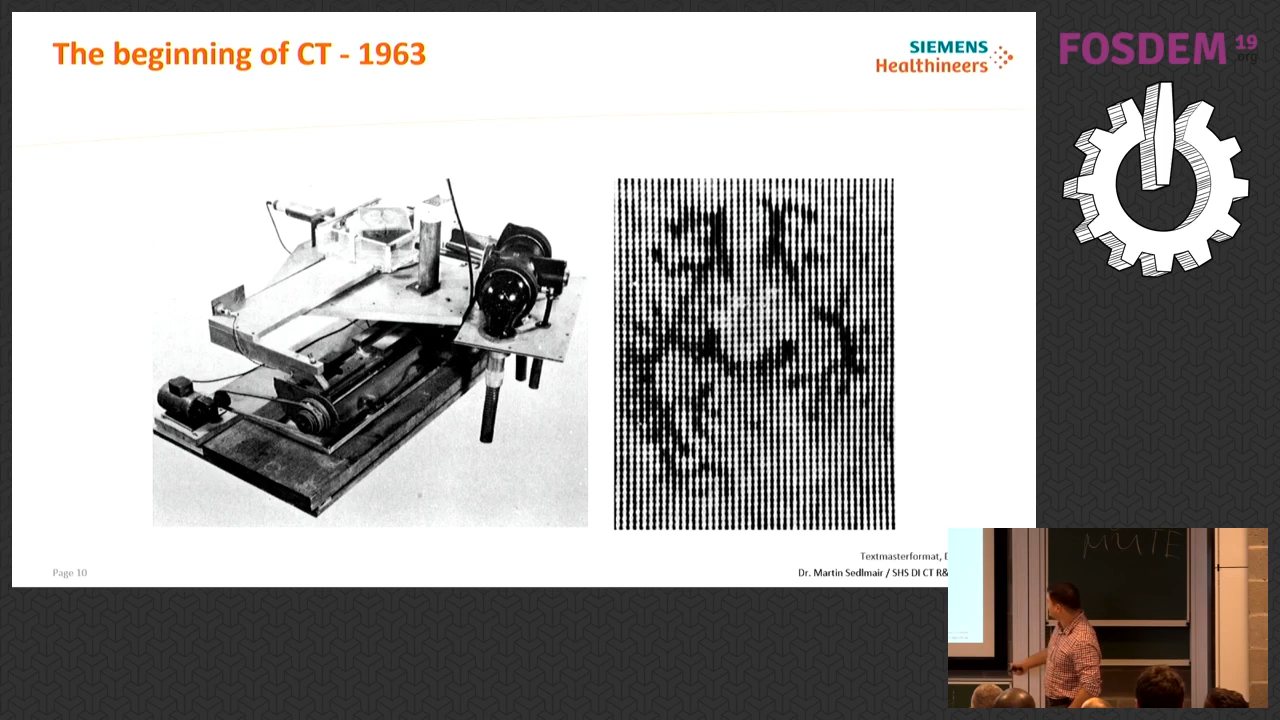 The beginning of CT - 1963
SIEMENS
Healthineers
FOSDEM 19
.org
Textmasterformat,
Page 10
Dr. Martin Sedlmair / SHS DI CT
MUTE